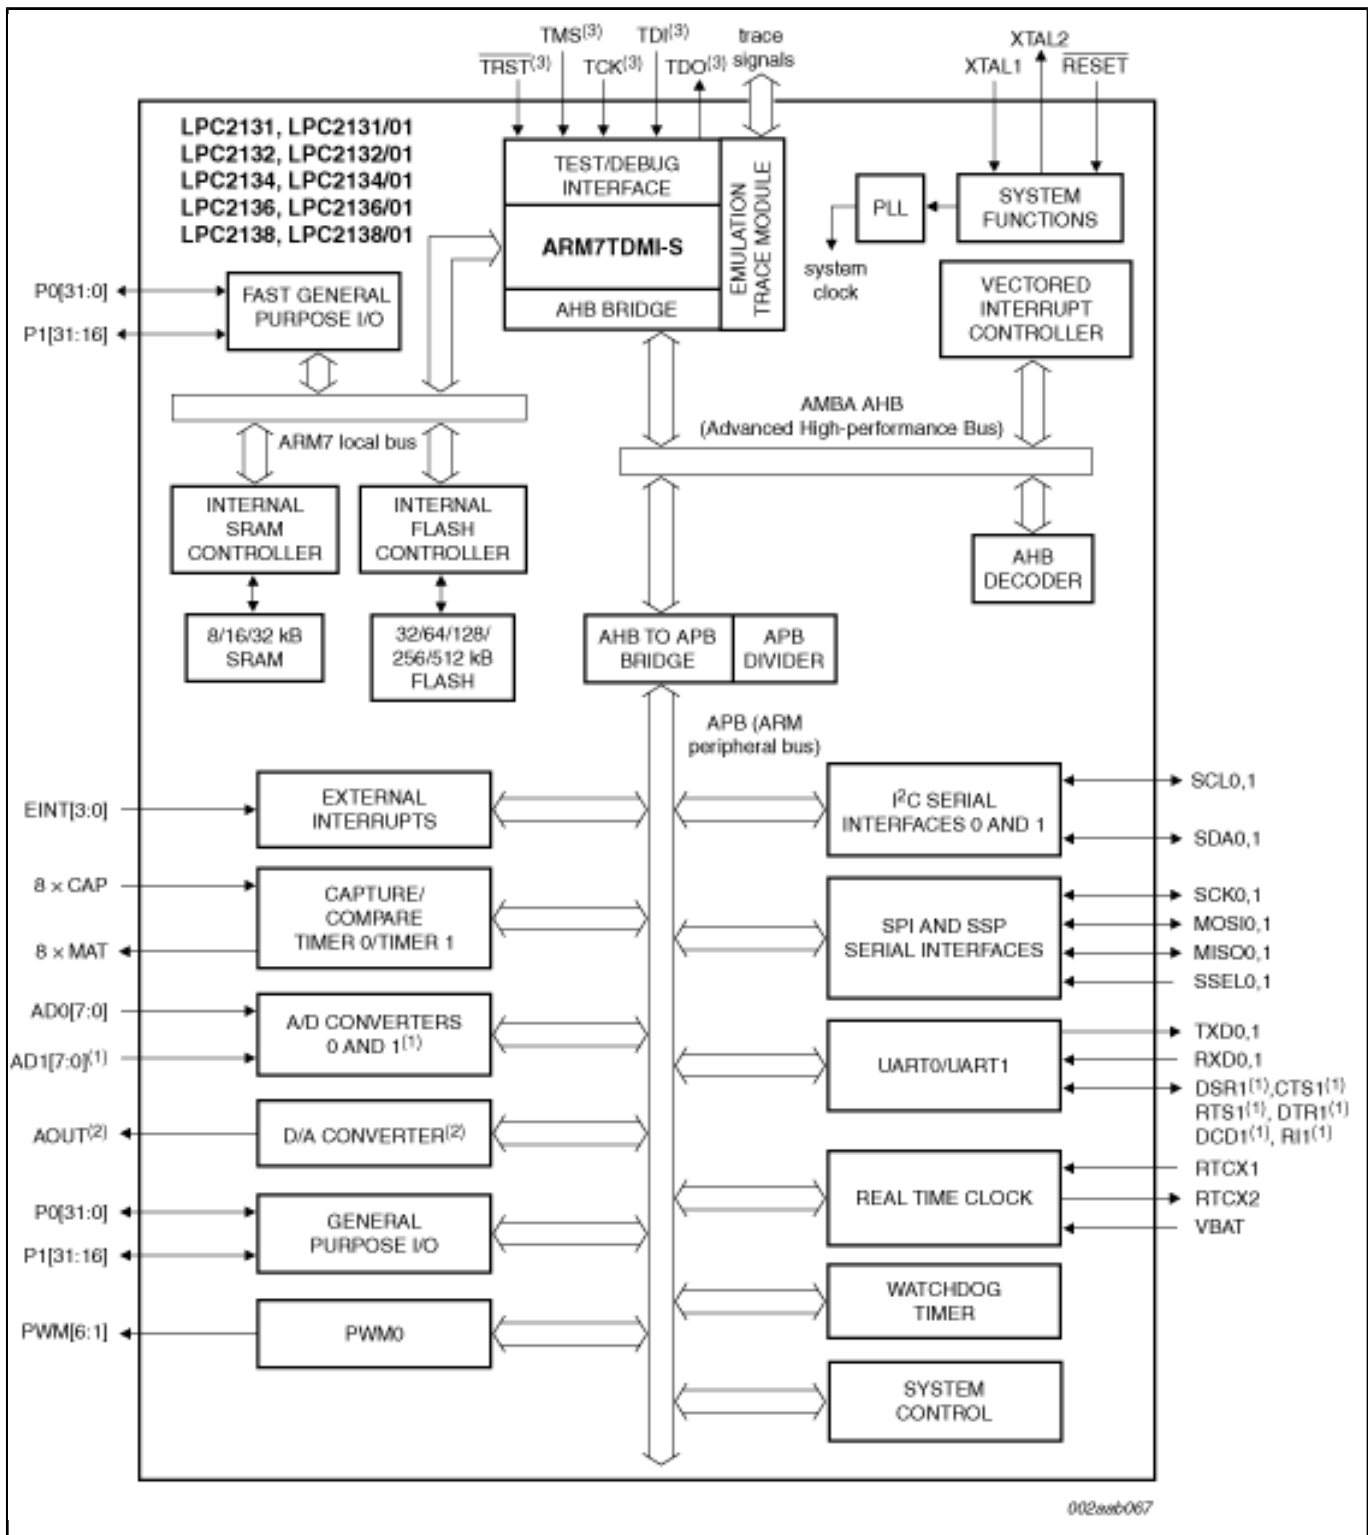 TMS(3)
TDI(3)
trace
signals
TRST(3)
TCK(3)
TDO(3)
XTAL2
XTAL1
RESET
LPC2131, LPC2131/01
LPC2132, LPC2132/01
LPC2134, LPC2134/01
LPC2136, LPC2136/01
LPC2138, LPC2138/01
TEST/DEBUG
INTERFACE
ARM7TDMI-S
AHB BRIDGE
EMULATION
TRACE MODULE
PLL
SYSTEM
FUNCTIONS
system
clock
VECTORED
INTERRUPT
CONTROLLER
P0[31:0]
P1[31:16]
FAST GENERAL
PURPOSE I/O
ARM7 local bus
AMBA AHB
(Advanced High-performance Bus)
INTERNAL
SRAM
CONTROLLER
INTERNAL
FLASH
CONTROLLER
AHB
DECODER
8/16/32 kB
SRAM
32/64/128/
256/512 kB
FLASH
AHB TO APB
BRIDGE
APB
DIVIDER
APB (ARM
peripheral bus)
EINT[3:0]
EXTERNAL
INTERRUPTS
I2C SERIAL
INTERFACES 0 AND 1
SCL0,1
SDA0,1
8 × CAP
8 × MAT
CAPTURE/
COMPARE
TIMER 0/TIMER 1
SPI AND SSP
SERIAL INTERFACES
SCK0,1
MOSI0,1
MISO0,1
SSEL0,1
AD0[7:0]
AD1[7:0](1)
A/D CONVERTERS
0 AND 1(1)
UART0/UART1
TXD0,1
RXD0,1
DSR1(1),CTS1(1)
RTS1(1), DTR1(1)
DCD1(1), RI1(1)
AOUT(2)
D/A CONVERTER(2)
REAL TIME CLOCK
RTCX1
RTCX2
VBAT
P0[31:0]
P1[31:16]
GENERAL
PURPOSE I/O
WATCHDOG
TIMER
PWM[6:1]
PWM0
SYSTEM
CONTROL
002aab067